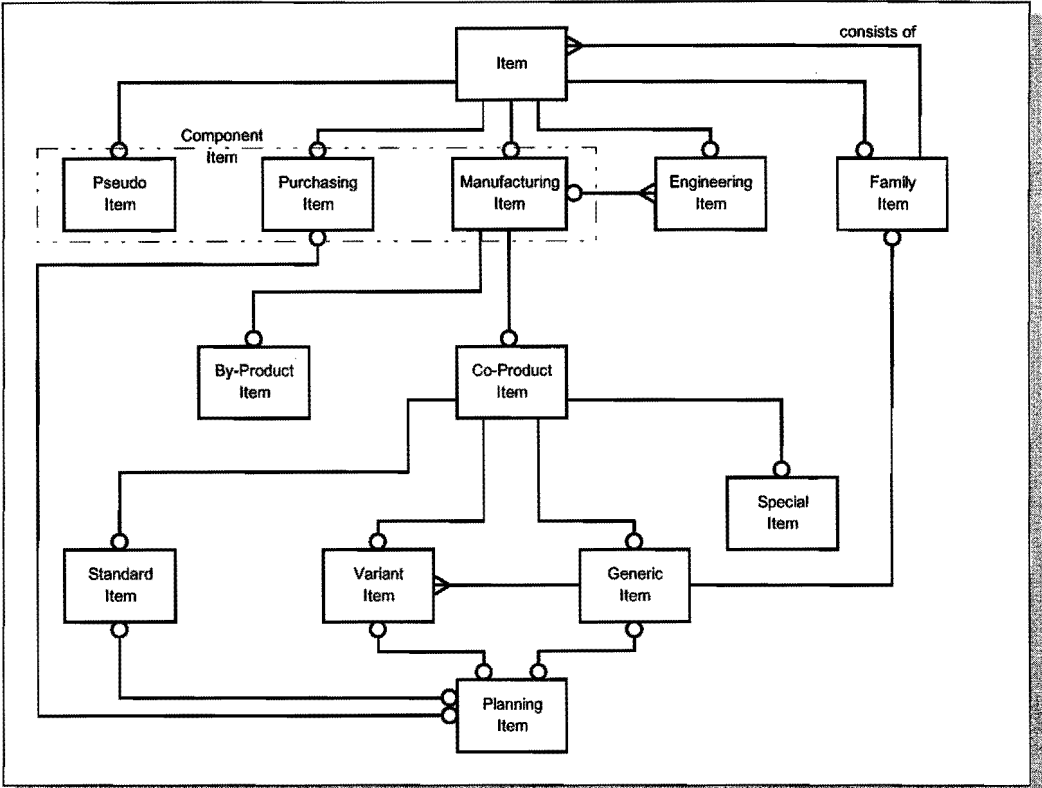 consists of
Item
Component
Item
Pseudo
Item
Purchasing
Item
Manufacturing
Item
Engineering
Item
Family
Item
By-Product
Item
Co-Product
Item
Special
Item
Standard
Item
Variant
Item
Generic
Item
Planning
Item